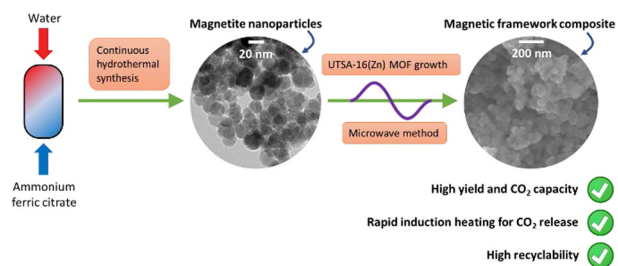 Water
Continuous
hydrothermal
synthesis
Ammonium
ferric citrate
Magnetite nanoparticles
20 nm
UTSA-16(Zn) MOF growth
Microwave method
Magnetic framework composite
200 nm
High yield and CO₂ capacity
Rapid induction heating for CO₂ release
High recyclability